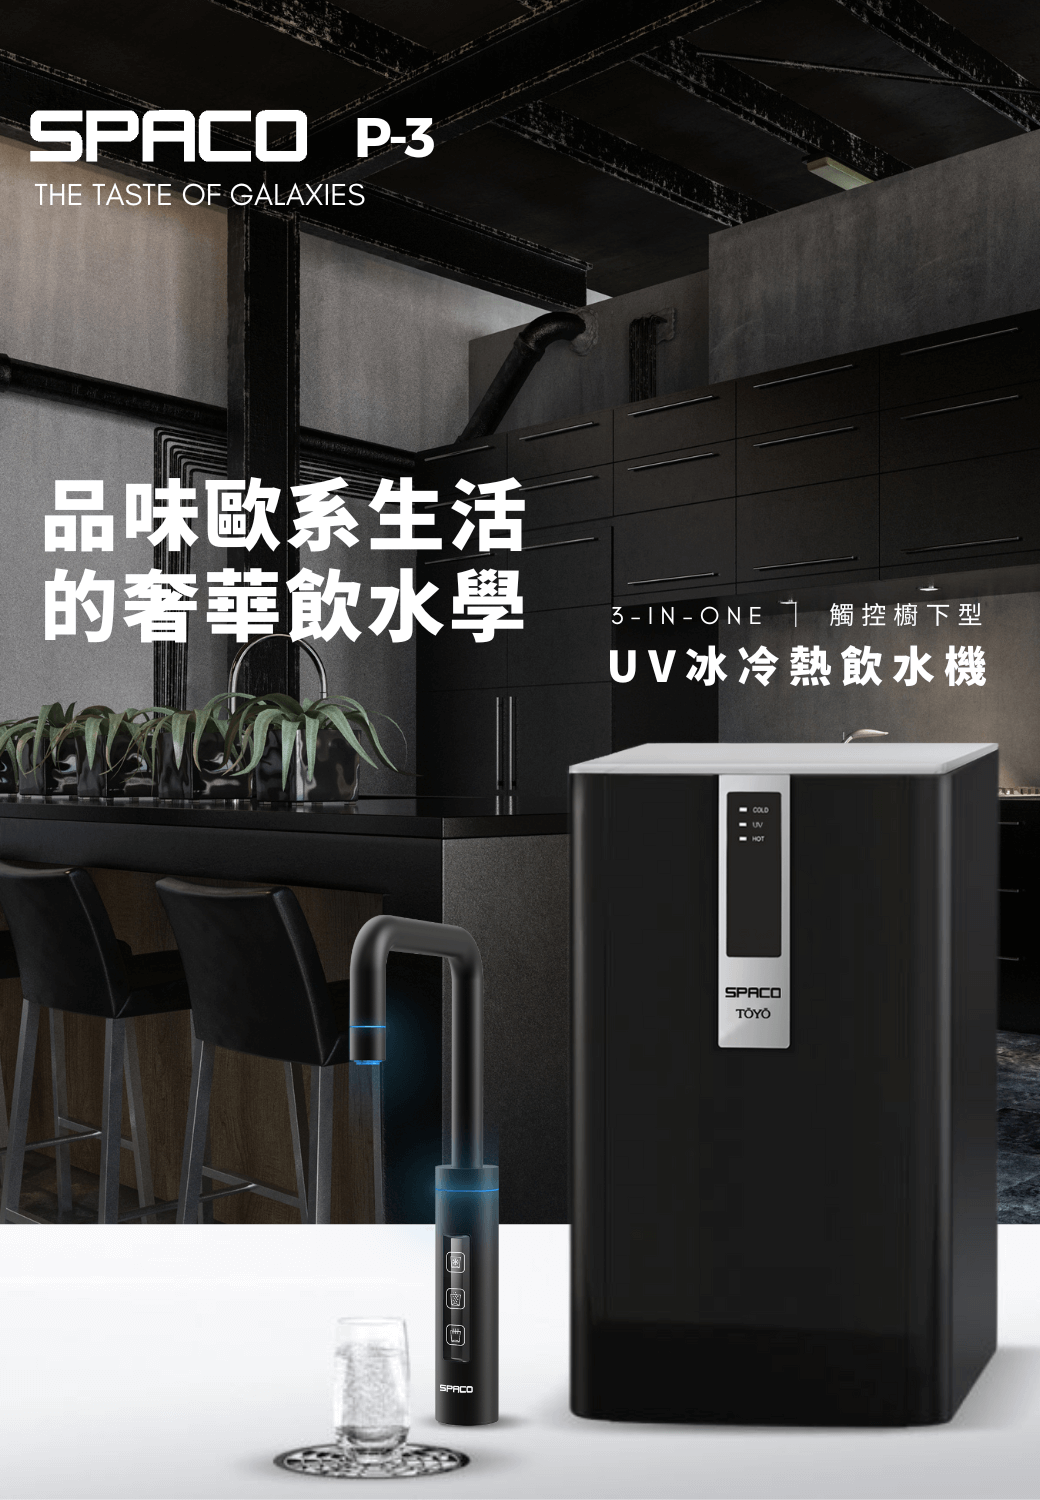 SPACO P-3
THE TASTE OF GALAXIES
品味歐系生活
的奢華飲水學
3-IN-ONE｜觸控櫥下型
UV冰冷熱飲水機
COLD
UV
HOT
SPACO
TŌYŌ
SPACO